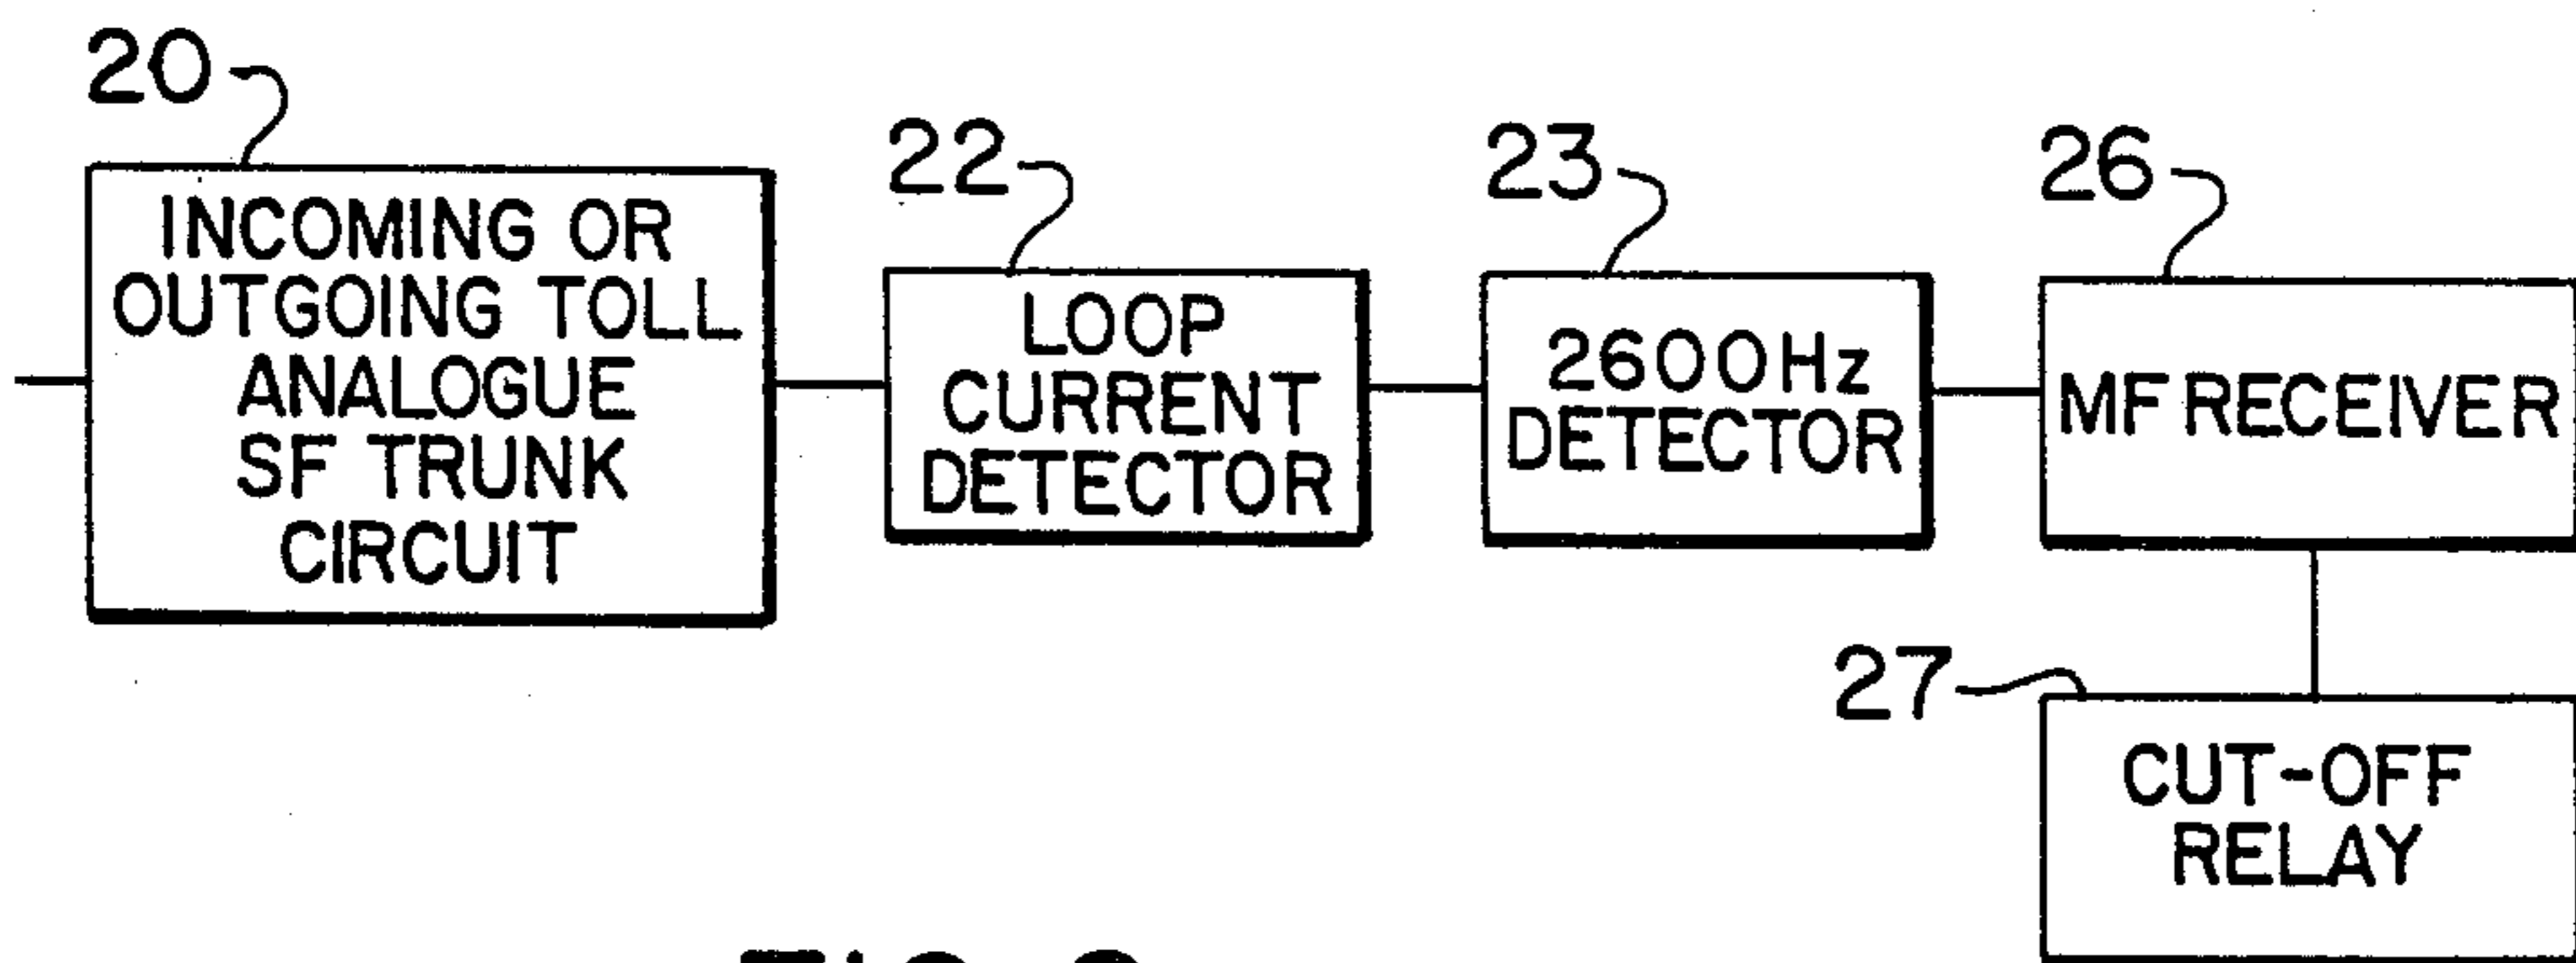 20
22
23
26
INCOMING OR
OUTGOING TOLL
ANALOGUE
SF TRUNK
CIRCUIT
LOOP
CURRENT
DETECTOR
2600Hz
DETECTOR
MF RECEIVER
27
CUT-OFF
RELAY